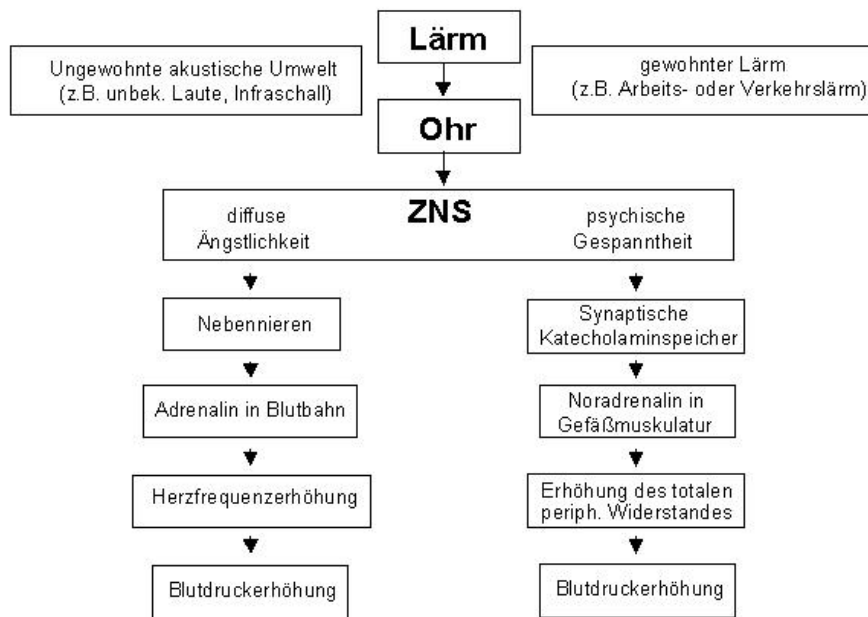 Lärm
Ungewohnte akustische Umwelt
(z.B. unbek. Laute, Infraschall)
gewohnter Lärm
(z.B. Arbeits- oder Verkehrslärm)
Ohr
ZNS
diffuse
Ängstlichkeit
psychische
Gespanntheit
Nebennieren
Adrenalin in Blutbahn
Herzfrequenzerhöhung
Blutdruckerhöhung
Synaptische
Katecholaminspeicher
Noradrenalin in
Gefäßmuskulatur
Erhöhung des totalen
periph. Widerstandes
Blutdruckerhöhung